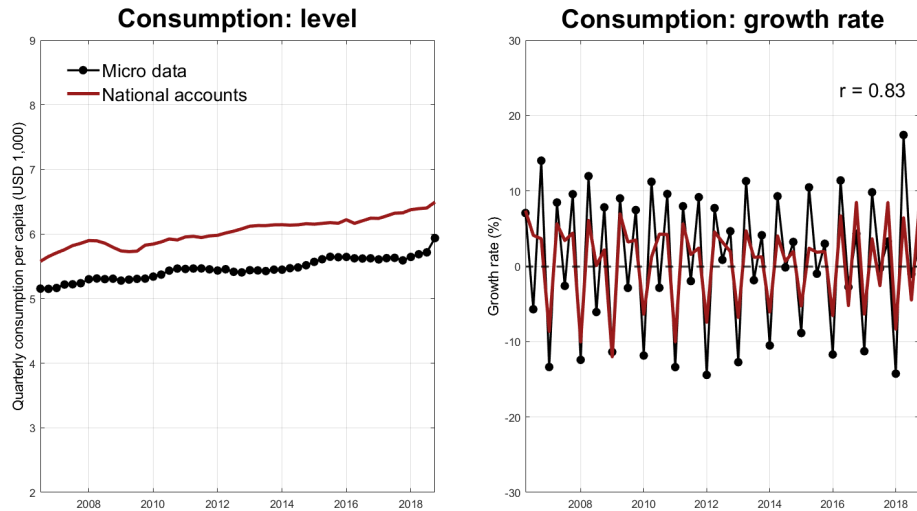 Consumption: level
Quarterly consumption per capita (USD 1,000)
9
8
7
6
5
4
3
2
Micro data
National accounts
2008 2010 2012 2014 2016 2018
Consumption: growth rate
Growth rate (%)
30
20
10
0
-10
-20
-30
r = 0.83
2008 2010 2012 2014 2016 2018